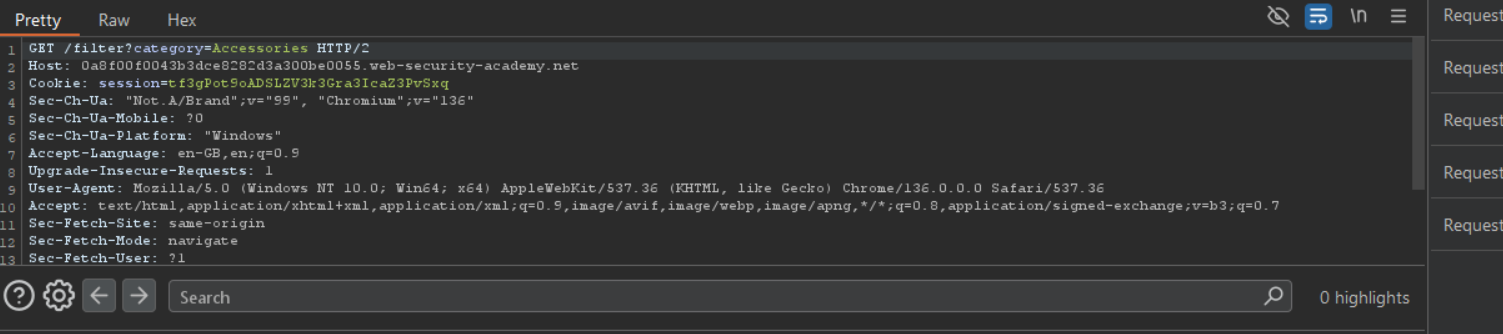 Pretty Raw Hex \n
Request
1 GET /filter?category=Accessories HTTP/2
2 Host: 0a8f00f0043b3dce8282d3a300be0055.web-security-academy.net
3 Cookie: session=tf3gPot9oADSLZV3k3Gra3IcaZ3PvSxq
4 Sec-Ch-Ua: "Not.A/Brand";v="99", "Chromium";v="136"
5 Sec-Ch-Ua-Mobile: ?0
6 Sec-Ch-Ua-Platform: "Windows"
7 Accept-Language: en-GB,en;q=0.9
8 Upgrade-Insecure-Requests: 1
9 User-Agent: Mozilla/5.0 (Windows NT 10.0; Win64; x64) AppleWebKit/537.36 (KHTML, like Gecko) Chrome/136.0.0.0 Safari/537.36
10 Accept: text/html,application/xhtml+xml,application/xml;q=0.9,image/avif,image/webp,image/apng,*/*;q=0.8,application/signed-exchange;v=b3;q=0.7
11 Sec-Fetch-Site: same-origin
12 Sec-Fetch-Mode: navigate
13 Sec-Fetch-User: ?1
Search
0 highlights
Request
Request
Request
Request